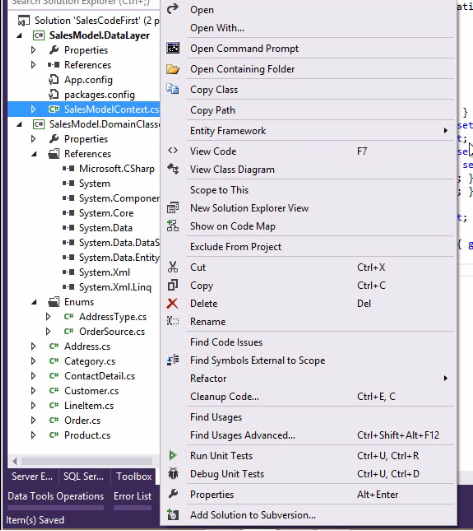 Search Solution Explorer (Ctrl+;)
Solution 'SalesCodeFirst' (2 p
SalesModel.DataLayer
Properties
References
App.config
packages.config
SalesModelContext.cs
SalesModel.DomainClasse
Properties
References
Microsoft.CSharp
System
System.Componen
System.Core
System.Data
System.Data.DataS
System.Data.Entity
System.Xml
System.Xml.Linq
Enums
AddressType.cs
OrderSource.cs
Address.cs
Category.cs
ContactDetail.cs
Customer.cs
LineItem.cs
Order.cs
Product.cs
Server E...
SQL Ser...
Toolbox
Data Tools Operations
Error List
Item(s) Saved
Open
Open With...
Open Command Prompt
Open Containing Folder
Copy Class
Copy Path
Entity Framework
View Code F7
View Class Diagram
Scope to This
New Solution Explorer View
Show on Code Map
Exclude From Project
Cut Ctrl+X
Copy Ctrl+C
Delete Del
Rename
Find Code Issues
Find Symbols External to Scope
Refactor
Cleanup Code... Ctrl+E, C
Find Usages
Find Usages Advanced... Ctrl+Shift+Alt+F12
Run Unit Tests Ctrl+U, Ctrl+R
Debug Unit Tests Ctrl+U, Ctrl+D
Properties Alt+Enter
Add Solution to Subversion...
}
set
t;
se
se
; }
; }
t;
{ g